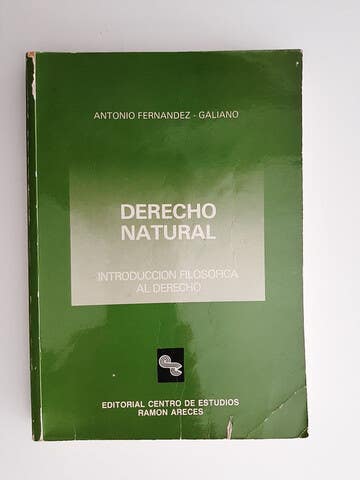 ANTONIO FERNANDEZ - GALIANO
DERECHO
NATURAL
INTRODUCCION FILOSOFICA
AL DERECHO
EDITORIAL CENTRO DE ESTUDIOS
RAMON ARECES